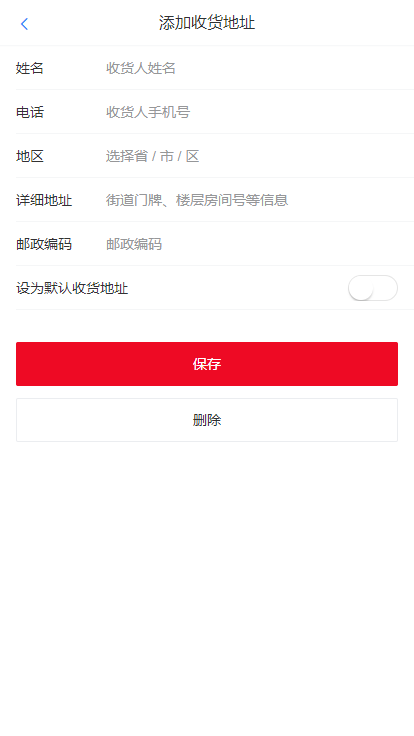 添加收货地址
姓名 收货人姓名
电话 收货人手机号
地区 选择省 / 市 / 区
详细地址 街道门牌、楼层房间号等信息
邮政编码 邮政编码
设为默认收货地址
保存
删除